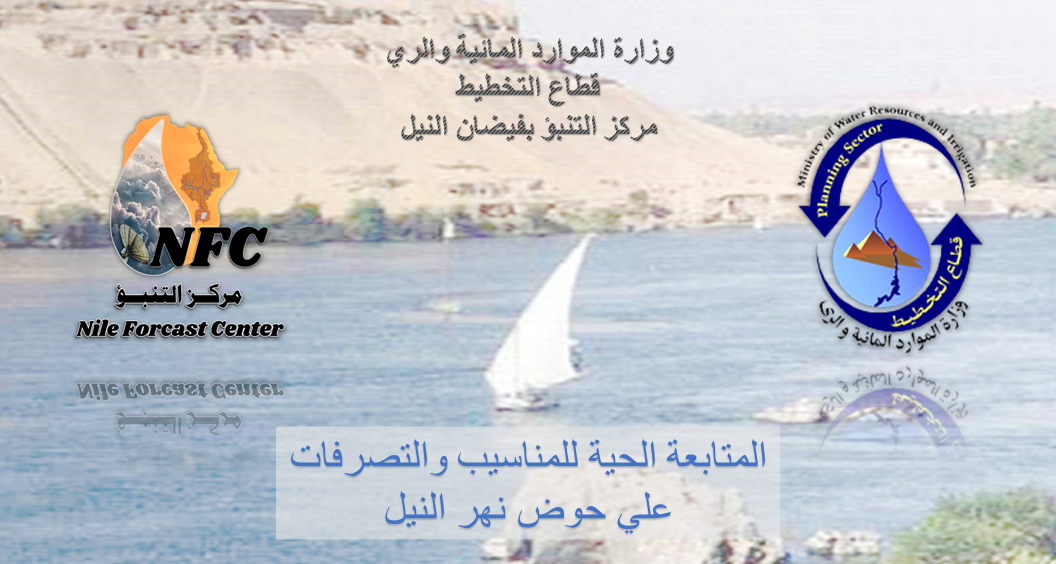 وزارة الموارد المائية والري
قطاع التخطيط
مركز التنبؤ بفيضان النيل
Ministry of Water Resources and Irrigation
Planning Sector
قطاع التخطيط
وزارة الموارد المائية والرى
NFC
مركز التنبؤ
Nile Forcast Center
المتابعة الحية للمناسيب والتصرفات
علي حوض نهر النيل